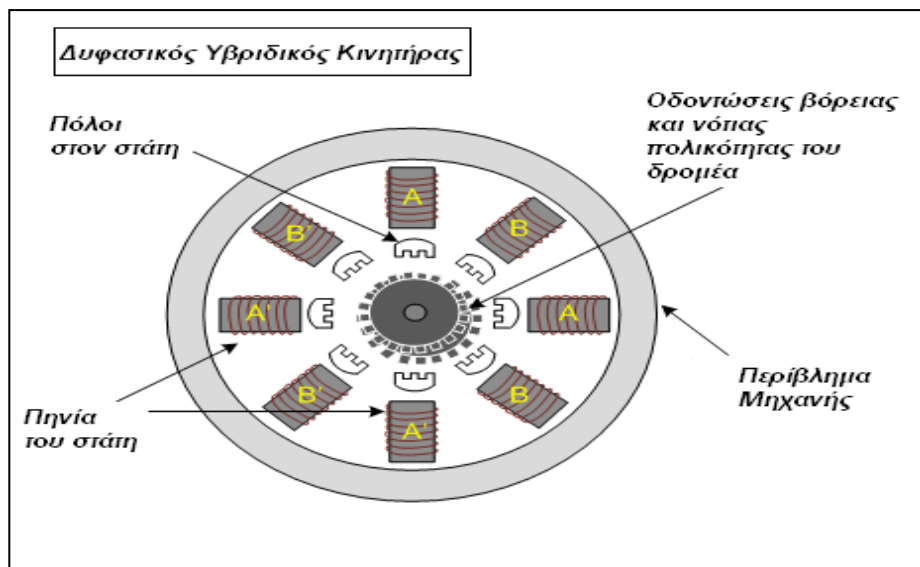 Δυφασικός Υβριδικός Κινητήρας
Πόλοι
στον στάτη
Οδοντώσεις βόρειας
και νότιας
πολικότητας του
δρομέα
A
B
B'
A'
A
B'
B
A'
Πηνία
του στάτη
Περίβλημα
Μηχανής